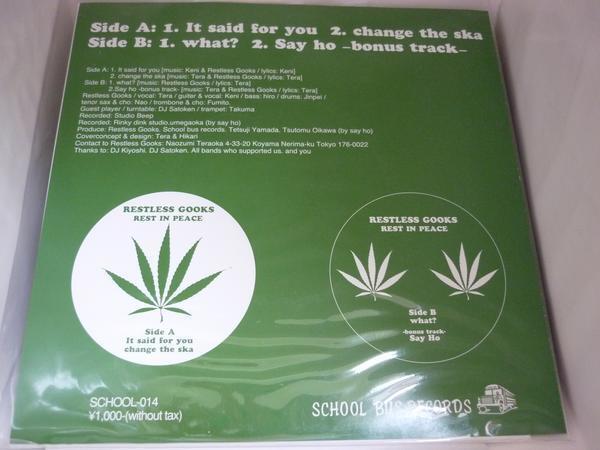 Side A: 1. It said for you 2. change the ska
Side B: 1. what? 2. Say ho -bonus track-
Side A: 1. It said for you [music: Keni & Restless Gooks / lylics: Keni]
2. change the ska [music: Tera & Restless Gooks / lylics: Tera]
Side B: 1. what? [music: Restless Gooks / lylics: Tera]
2.Say ho -bonus track- [music: Tera & Restless Gooks / lylics: Tera]
Restless Gooks / vocal: Tera / guiter & vocal: Keni / bass: hiro / drums: Jinpei /
tenor sax & cho: Nao / trombone & cho: Fumito.
Guest player / turntable: DJ Satoken / trampet: Takuma
Recorded: Studio Beep
Recorded: Rinky dink studio.umegaoka (by say ho)
Produce: Restless Gooks. School bus records. Tetsuji Yamada. Tsutomu Oikawa (by say ho)
Coverconcept & design: Tera & Hikari
Contact to Restless Gooks: Naozumi Teraoka 4-33-20 Koyama Nerima-ku Tokyo 176-0022
Thanks to: DJ Kiyoshi. DJ Satoken. All bands who supported us. and you
RESTLESS GOOKS
REST IN PEACE
Side A
It said for you
change the ska
RESTLESS GOOKS
REST IN PEACE
Side B
what?
-bonus track-
Say Ho
SCHOOL-014
¥1,000-(without tax)
SCHOOL BUS RECORDS